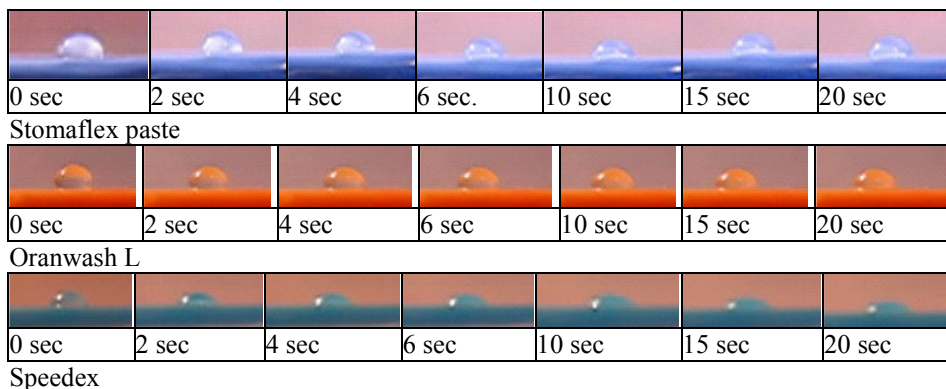 0 sec 2 sec 4 sec 6 sec. 10 sec 15 sec 20 sec
Stomaflex paste
0 sec 2 sec 4 sec 6 sec 10 sec 15 sec 20 sec
Oranwash L
0 sec 2 sec 4 sec 6 sec 10 sec 15 sec 20 sec
Speedex